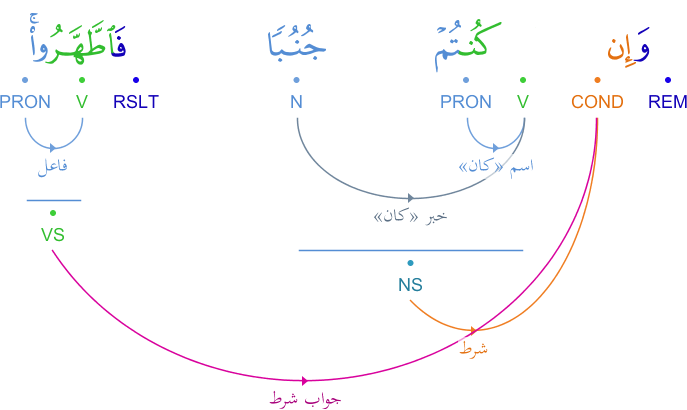 وَإِن كُنتُمْ جُنُبًا فَٱطَّهَّرُوا۟ ۚ
REM COND V PRON N RSLT V PRON
اسم «كان» فاعل
خبر «كان»
VS
NS
شرط
جواب شرط